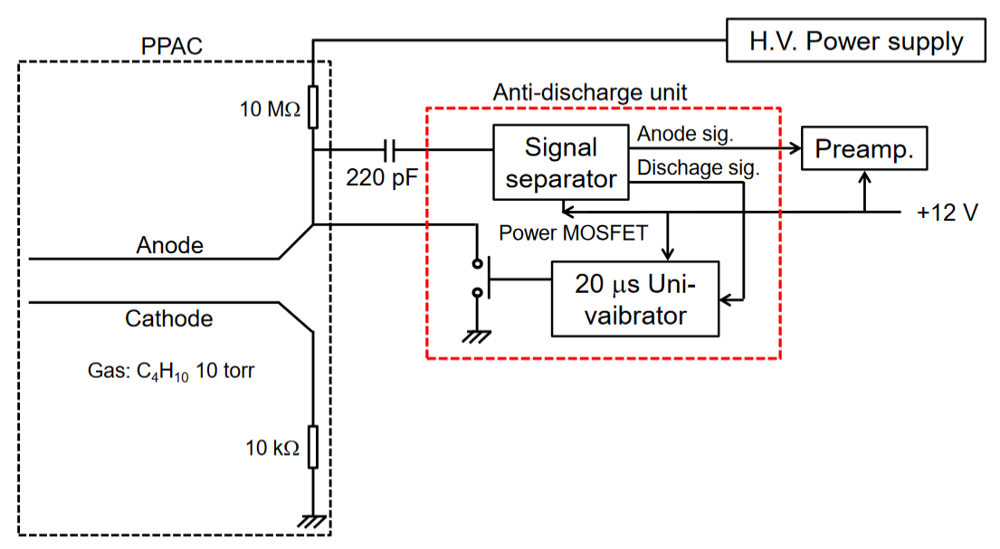 H.V. Power supply
PPAC
10 MΩ
Anti-discharge unit
Signal
separator
Anode sig.
Preamp.
220 pF
Dischage sig.
+12 V
Power MOSFET
Anode
20 μs Uni-
vaibrator
Cathode
Gas: C₄H₁₀ 10 torr
10 kΩ